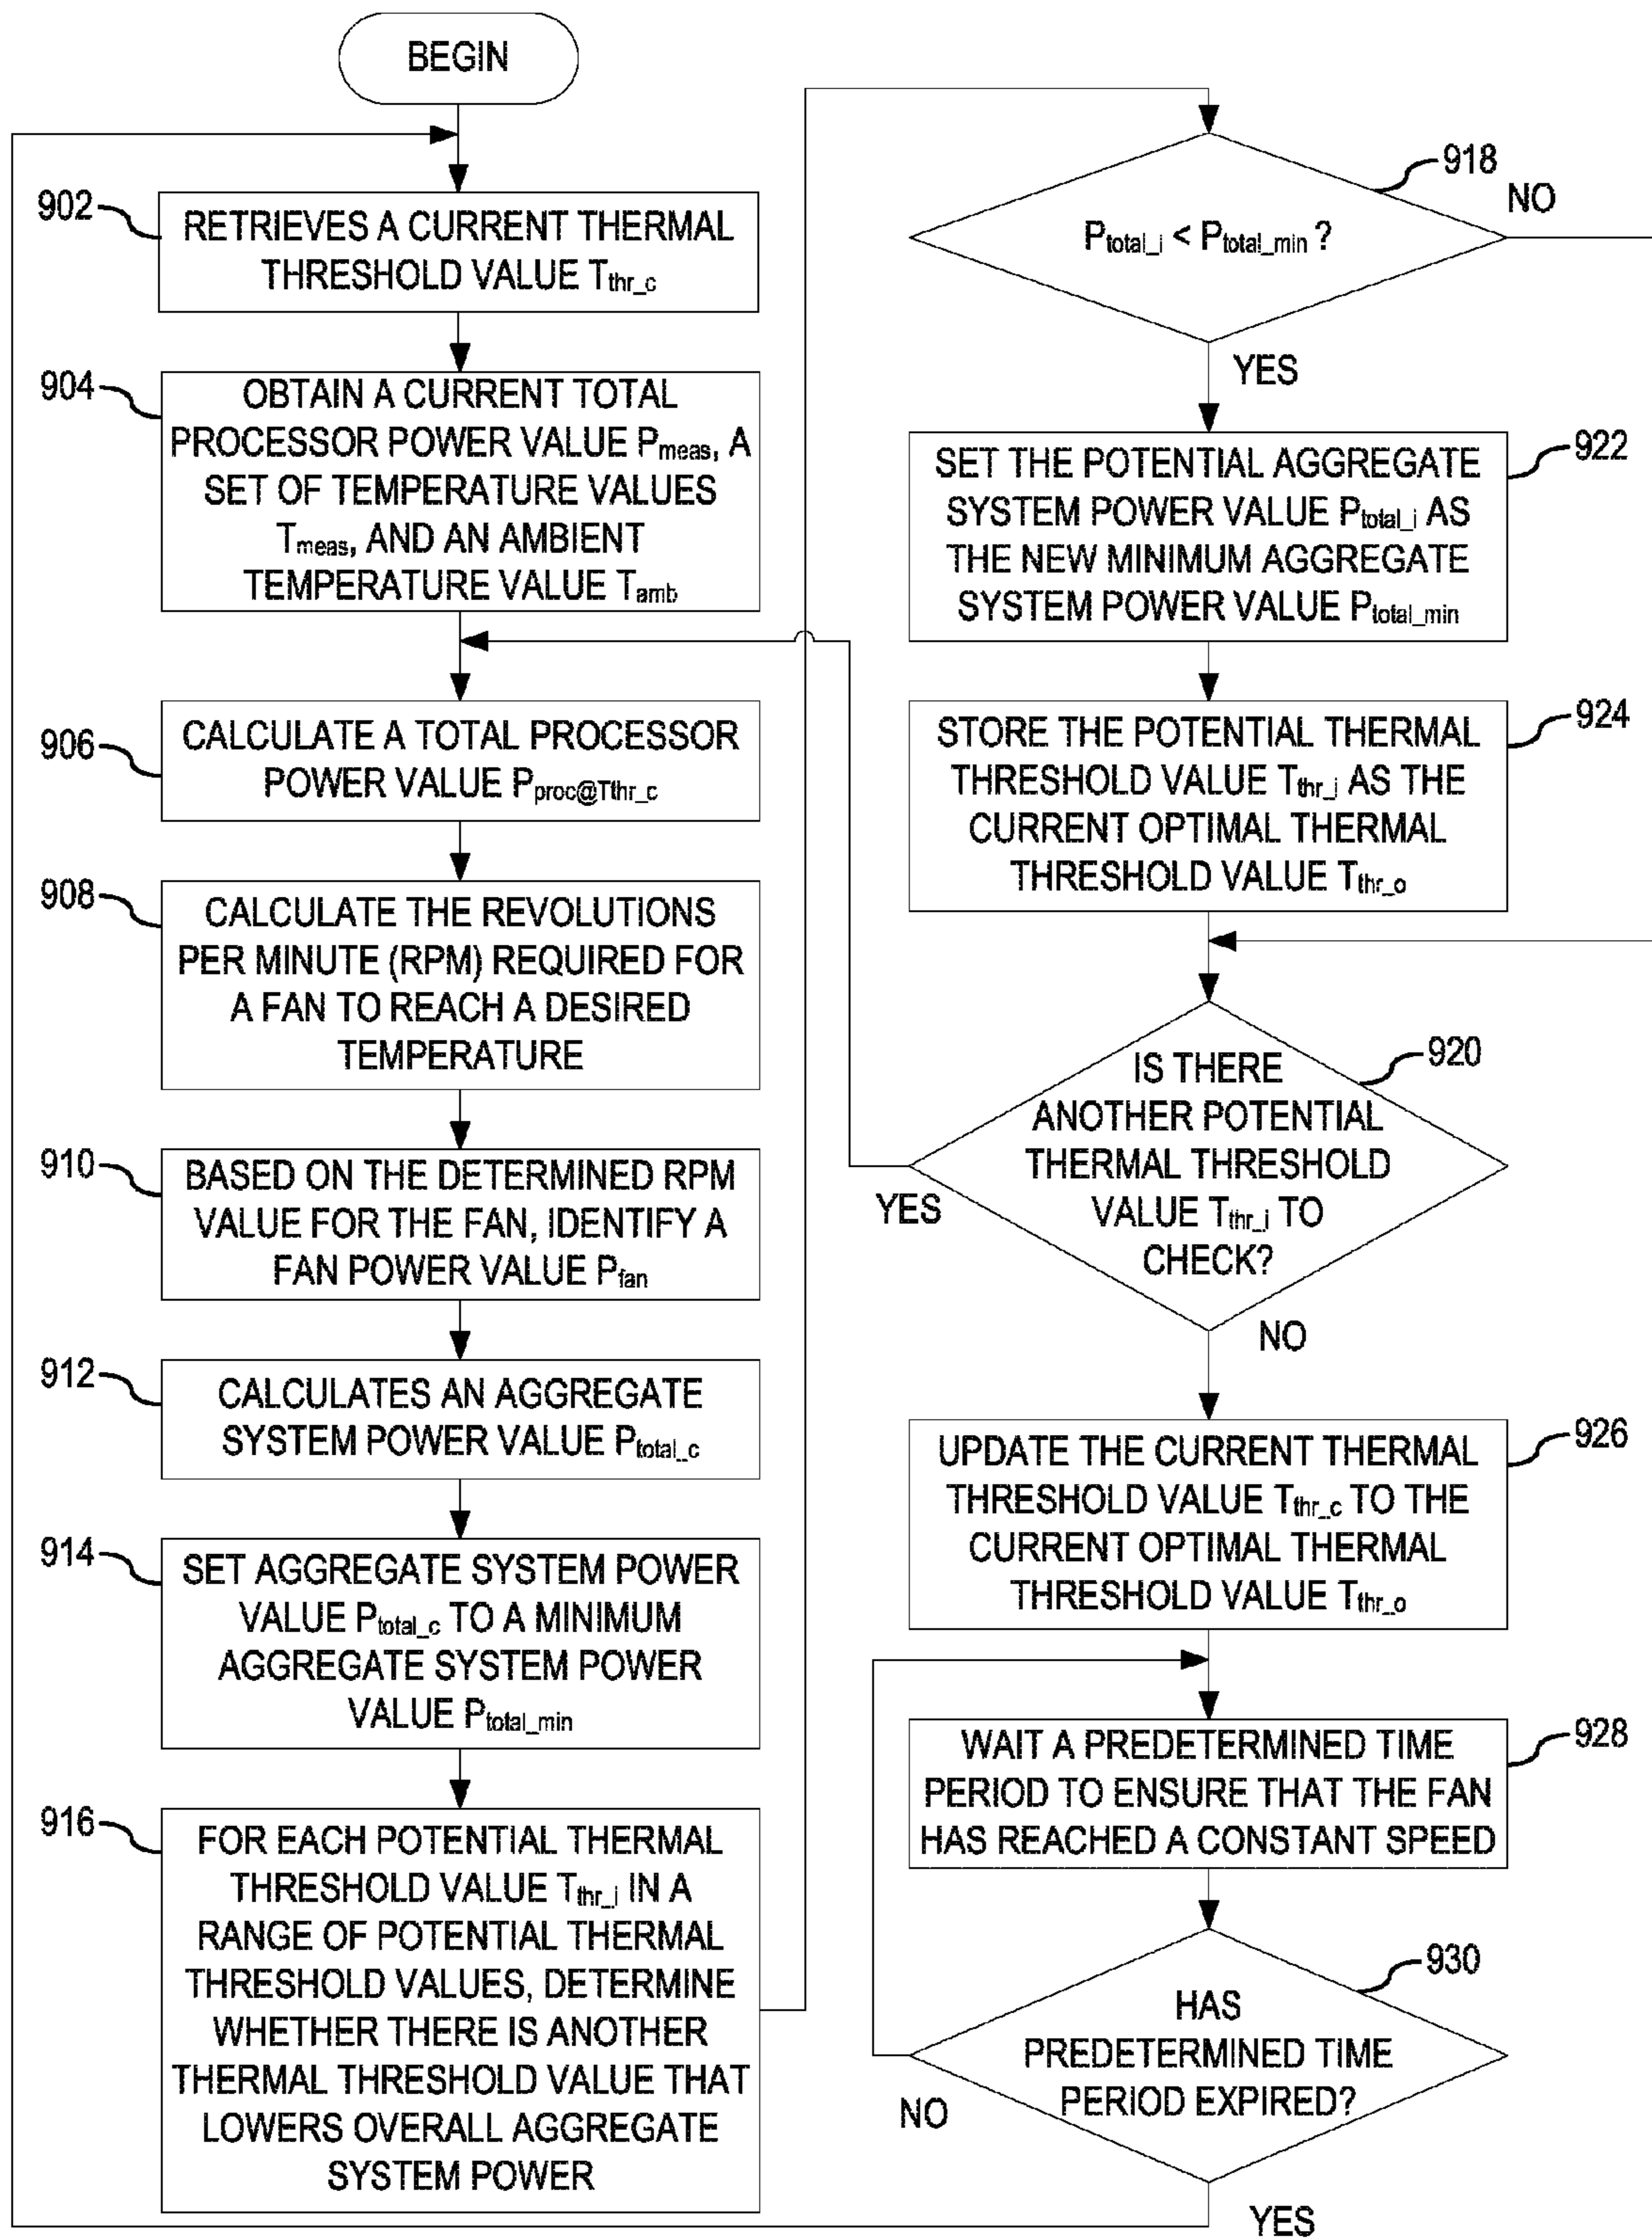 BEGIN
902
RETRIEVES A CURRENT THERMAL
THRESHOLD VALUE Tthr_c
904
OBTAIN A CURRENT TOTAL
PROCESSOR POWER VALUE Pmeas, A
SET OF TEMPERATURE VALUES
Tmeas, AND AN AMBIENT
TEMPERATURE VALUE Tamb
906
CALCULATE A TOTAL PROCESSOR
POWER VALUE Pproc@Tthr_c
908
CALCULATE THE REVOLUTIONS
PER MINUTE (RPM) REQUIRED FOR
A FAN TO REACH A DESIRED
TEMPERATURE
910
BASED ON THE DETERMINED RPM
VALUE FOR THE FAN, IDENTIFY A
FAN POWER VALUE Pfan
912
CALCULATES AN AGGREGATE
SYSTEM POWER VALUE Ptotal_c
914
SET AGGREGATE SYSTEM POWER
VALUE Ptotal_c TO A MINIMUM
AGGREGATE SYSTEM POWER
VALUE Ptotal_min
916
FOR EACH POTENTIAL THERMAL
THRESHOLD VALUE Tthr_i IN A
RANGE OF POTENTIAL THERMAL
THRESHOLD VALUES, DETERMINE
WHETHER THERE IS ANOTHER
THERMAL THRESHOLD VALUE THAT
LOWERS OVERALL AGGREGATE
SYSTEM POWER
918
NO
Ptotal_i < Ptotal_min ?
YES
922
SET THE POTENTIAL AGGREGATE
SYSTEM POWER VALUE Ptotal_i AS
THE NEW MINIMUM AGGREGATE
SYSTEM POWER VALUE Ptotal_min
924
STORE THE POTENTIAL THERMAL
THRESHOLD VALUE Tthr_i AS THE
CURRENT OPTIMAL THERMAL
THRESHOLD VALUE Tthr_o
920
IS THERE
ANOTHER POTENTIAL
THERMAL THRESHOLD
VALUE Tthr_i TO
CHECK?
YES
NO
926
UPDATE THE CURRENT THERMAL
THRESHOLD VALUE Tthr_c TO THE
CURRENT OPTIMAL THERMAL
THRESHOLD VALUE Tthr_o
928
WAIT A PREDETERMINED TIME
PERIOD TO ENSURE THAT THE FAN
HAS REACHED A CONSTANT SPEED
930
HAS
PREDETERMINED TIME
PERIOD EXPIRED?
NO
YES